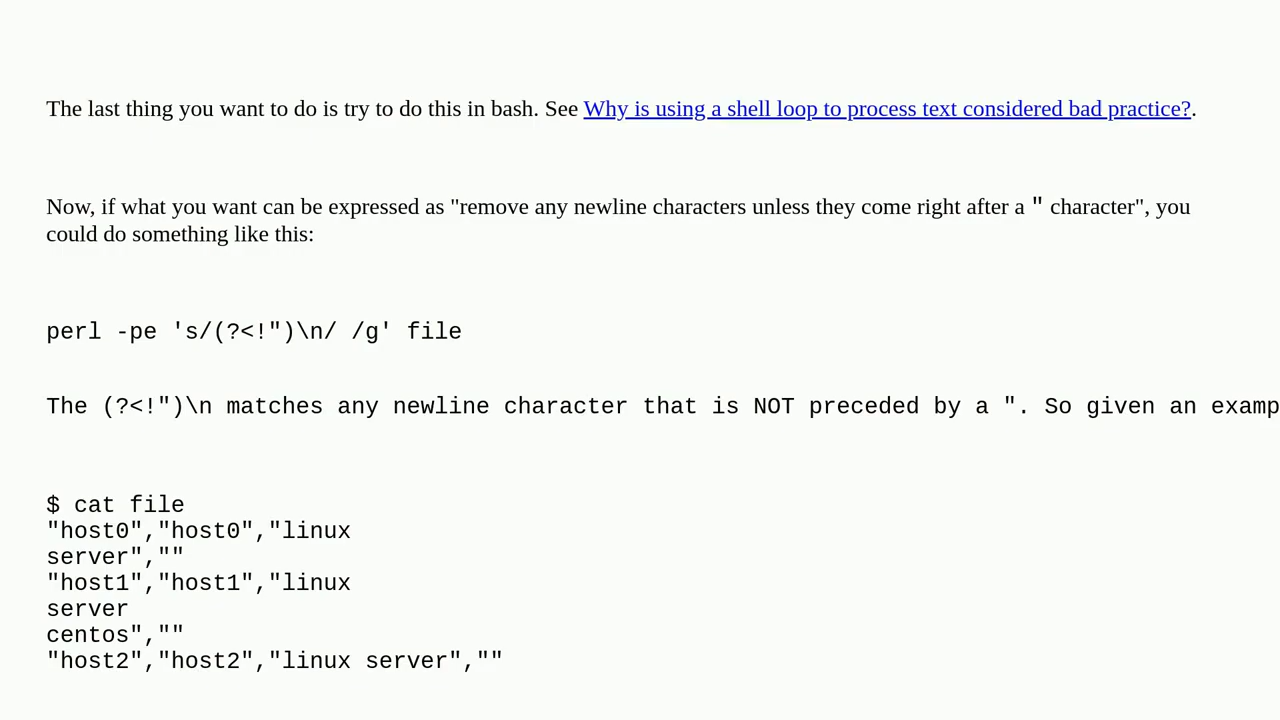 The last thing you want to do is try to do this in bash. See Why is using a shell loop to process text considered bad practice?.
Now, if what you want can be expressed as "remove any newline characters unless they come right after a " character", you
could do something like this:
perl -pe 's/(?<!")\n/ /g' file
The (?<!")\n matches any newline character that is NOT preceded by a ". So given an examp
$ cat file
"host0","host0","linux
server",""
"host1","host1","linux
server
centos",""
"host2","host2","linux server",""